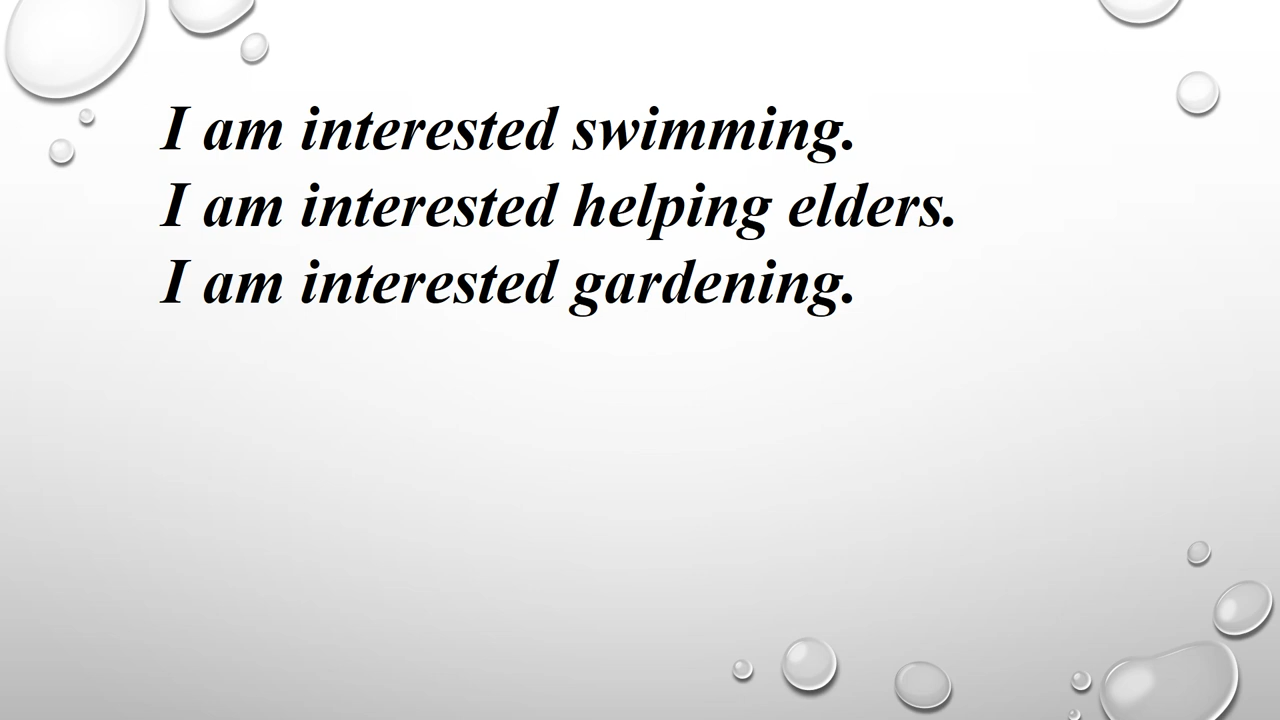 I am interested swimming.
I am interested helping elders.
I am interested gardening.